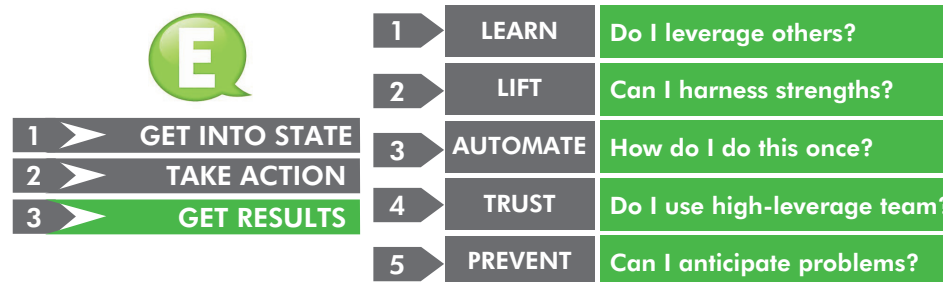 E
1 GET INTO STATE
2 TAKE ACTION
3 GET RESULTS
1 LEARN Do I leverage others?
2 LIFT Can I harness strengths?
3 AUTOMATE How do I do this once?
4 TRUST Do I use high-leverage team?
5 PREVENT Can I anticipate problems?